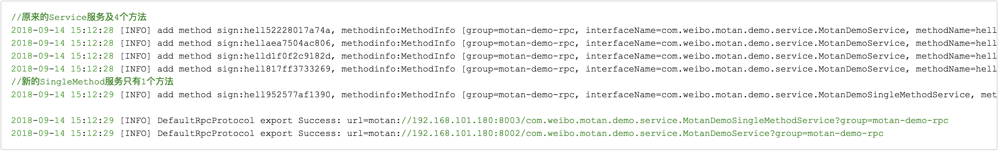 //原来的Service服务及4个方法
2018-09-14 15:12:28 [INFO] add method sign:hell52228017a74a, methodinfo:MethodInfo [group=motan-demo-rpc, interfaceName=com.weibo.motan.demo.service.MotanDemoService, methodName=hell
2018-09-14 15:12:28 [INFO] add method sign:hellaea7504ac806, methodinfo:MethodInfo [group=motan-demo-rpc, interfaceName=com.weibo.motan.demo.service.MotanDemoService, methodName=hell
2018-09-14 15:12:28 [INFO] add method sign:helld1f0f2c9182d, methodinfo:MethodInfo [group=motan-demo-rpc, interfaceName=com.weibo.motan.demo.service.MotanDemoService, methodName=hell
2018-09-14 15:12:28 [INFO] add method sign:hell817ff3733269, methodinfo:MethodInfo [group=motan-demo-rpc, interfaceName=com.weibo.motan.demo.service.MotanDemoService, methodName=hell
//新的SingleMethod服务只有1个方法
2018-09-14 15:12:29 [INFO] add method sign:hell952577af1390, methodinfo:MethodInfo [group=motan-demo-rpc, interfaceName=com.weibo.motan.demo.service.MotanDemoSingleMethodService, met
2018-09-14 15:12:29 [INFO] DefaultRpcProtocol export Success: url=motan://192.168.101.180:8003/com.weibo.motan.demo.service.MotanDemoSingleMethodService?group=motan-demo-rpc
2018-09-14 15:12:29 [INFO] DefaultRpcProtocol export Success: url=motan://192.168.101.180:8002/com.weibo.motan.demo.service.MotanDemoService?group=motan-demo-rpc